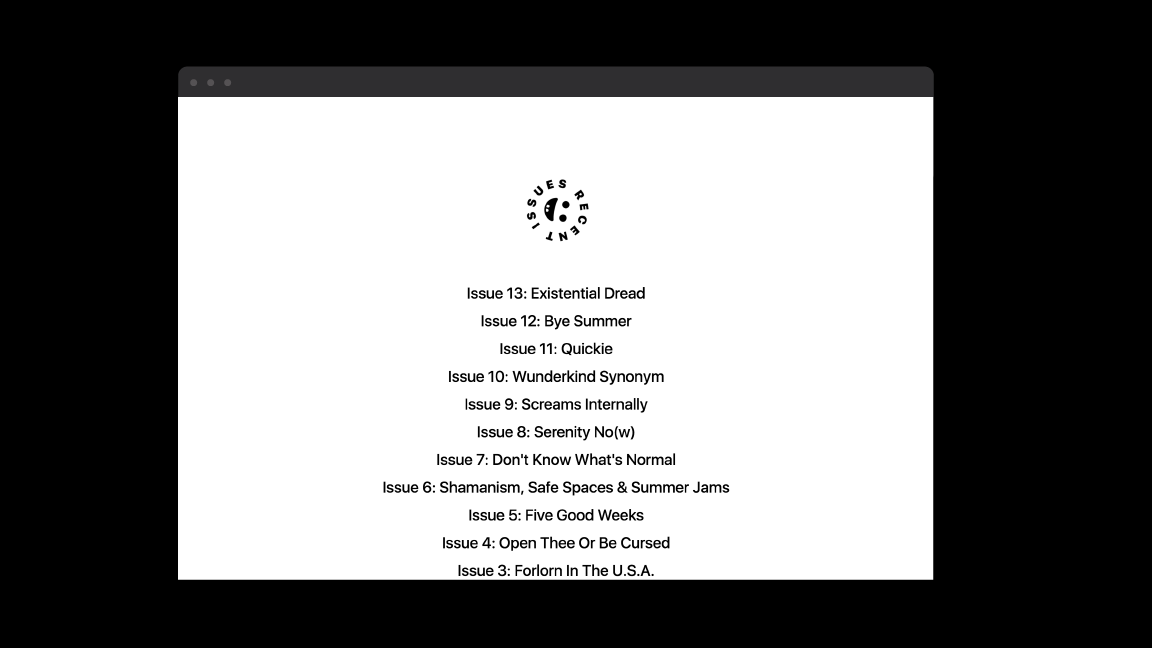 RECENT ISSUES
Issue 13: Existential Dread
Issue 12: Bye Summer
Issue 11: Quickie
Issue 10: Wunderkind Synonym
Issue 9: Screams Internally
Issue 8: Serenity No(w)
Issue 7: Don't Know What's Normal
Issue 6: Shamanism, Safe Spaces & Summer Jams
Issue 5: Five Good Weeks
Issue 4: Open Thee Or Be Cursed
Issue 3: Forlorn In The U.S.A.